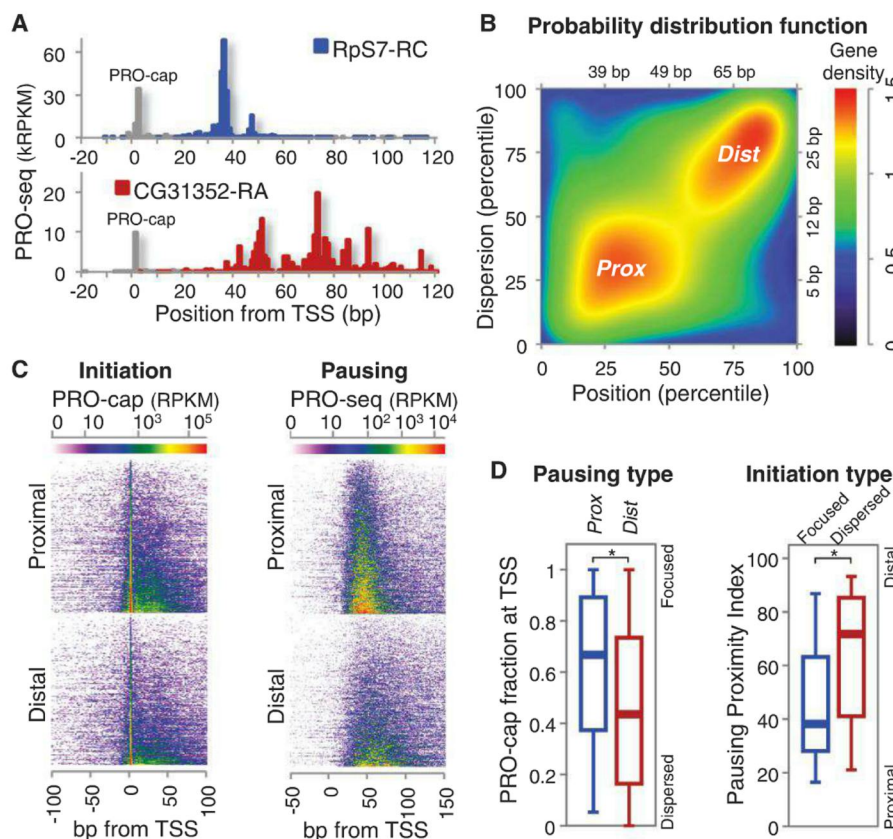 A
PRO-seq (kRPKM)
60
30
0
PRO-cap
RpS7-RC
-20 0 20 40 60 80 100 120
20
10
0
PRO-cap
CG31352-RA
-20 0 20 40 60 80 100 120
Position from TSS (bp)
B Probability distribution function
39 bp 49 bp 65 bp
Gene density
Dispersion (percentile)
100
75
50
25
0
Dist
Prox
25 bp
12 bp
5 bp
1.5
1
0.5
0
0 25 50 75 100
Position (percentile)
C
Initiation
PRO-cap (RPKM)
0 10 10³ 10⁵
Pausing
PRO-seq (RPKM)
0 10 10² 10³ 10⁴
Proximal
Distal
-100 -50 0 50 100
bp from TSS
Proximal
Distal
-50 0 50 100 150
bp from TSS
D
Pausing type
Prox Dist
*
PRO-cap fraction at TSS
1
0.8
0.6
0.4
0.2
0
Focused
Dispersed
Initiation type
Focused Dispersed
*
Pausing Proximity Index
100
80
60
40
20
0
Distal
Proximal